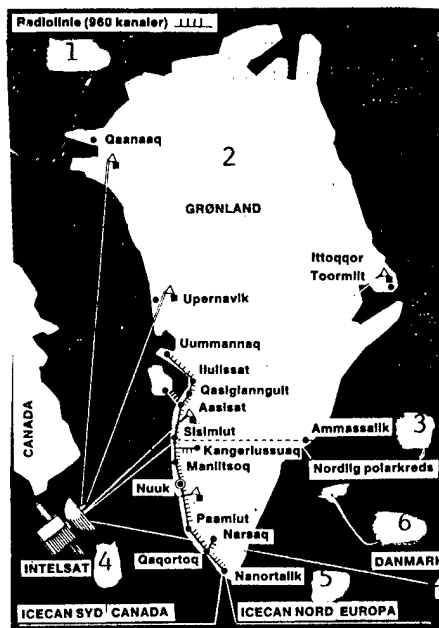 Radiolinie (960 kanaler)
1
Qaanaaq
2
GRØNLAND
Ittoqqor
Toormiit
Upernavik
Uummannaq
Ilulissat
Qasigiannguit
Aasisat
Sisimiut
Ammassalik
3
CANADA
Kangerlussuaq
Nordlig polarkreds
Maniitsoq
Nuuk
Paamiut
6
Narsaq
DANMARK
INTELSAT
4
Qaqortoq
Nanortalik
5
ICECAN SYD CANADA
ICECAN NORD EUROPA